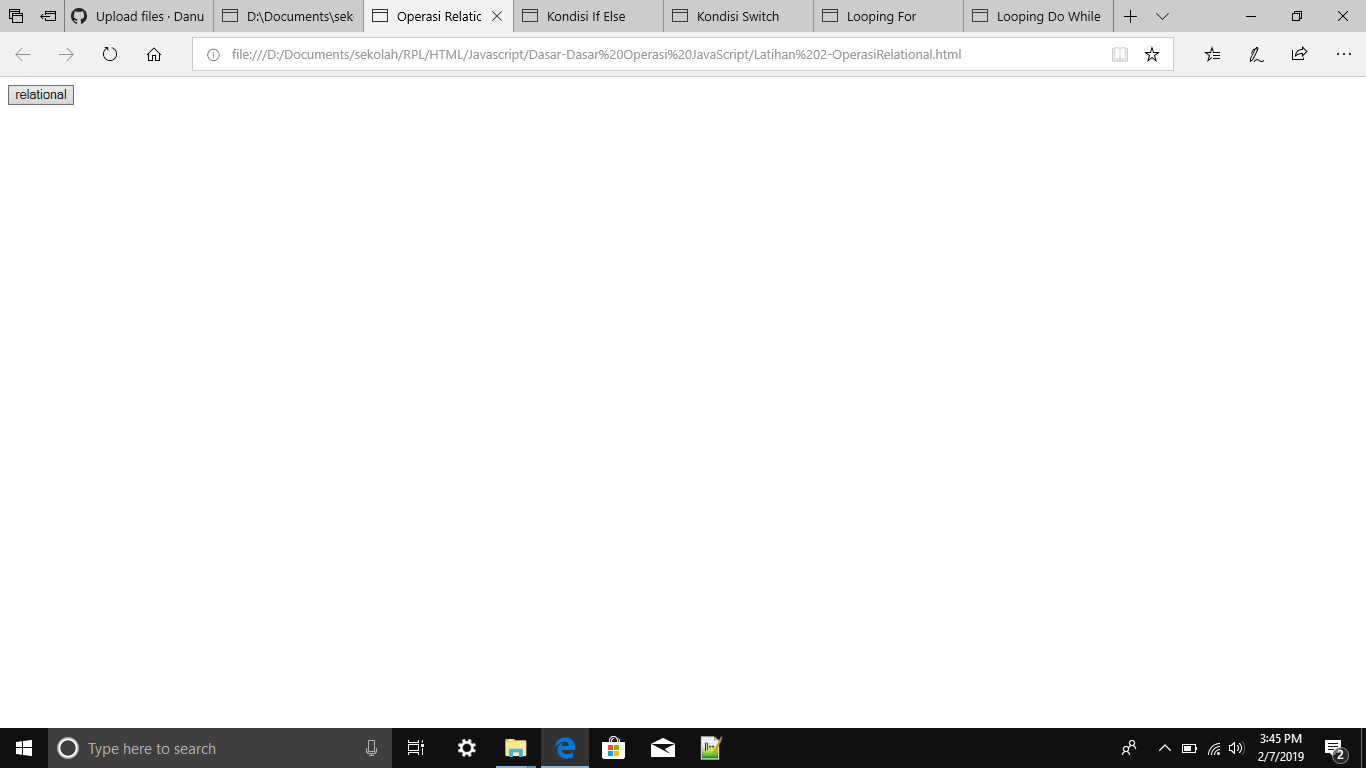 Upload files · Danu
D:\Documents\sek
Operasi Relatic
Kondisi If Else
Kondisi Switch
Looping For
Looping Do While
file:///D:/Documents/sekolah/RPL/HTML/Javascript/Dasar-Dasar%20Operasi%20JavaScript/Latihan%202-OperasiRelational.html
relational
Type here to search
3:45 PM
2/7/2019
2